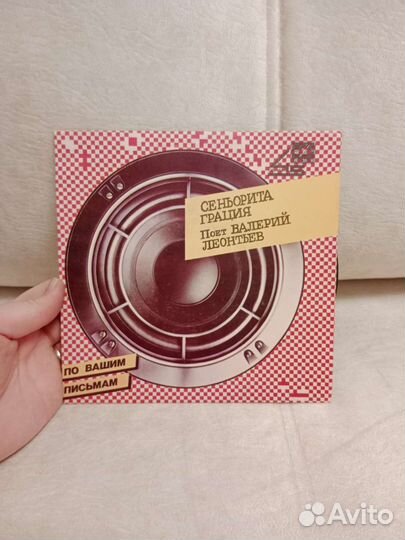 СЕНЬОРИТА
ГРАЦИЯ
Поет ВАЛЕРИЙ
ЛЕОНТЬЕВ
ПО ВАШИМ
ПИСЬМАМ
Avito